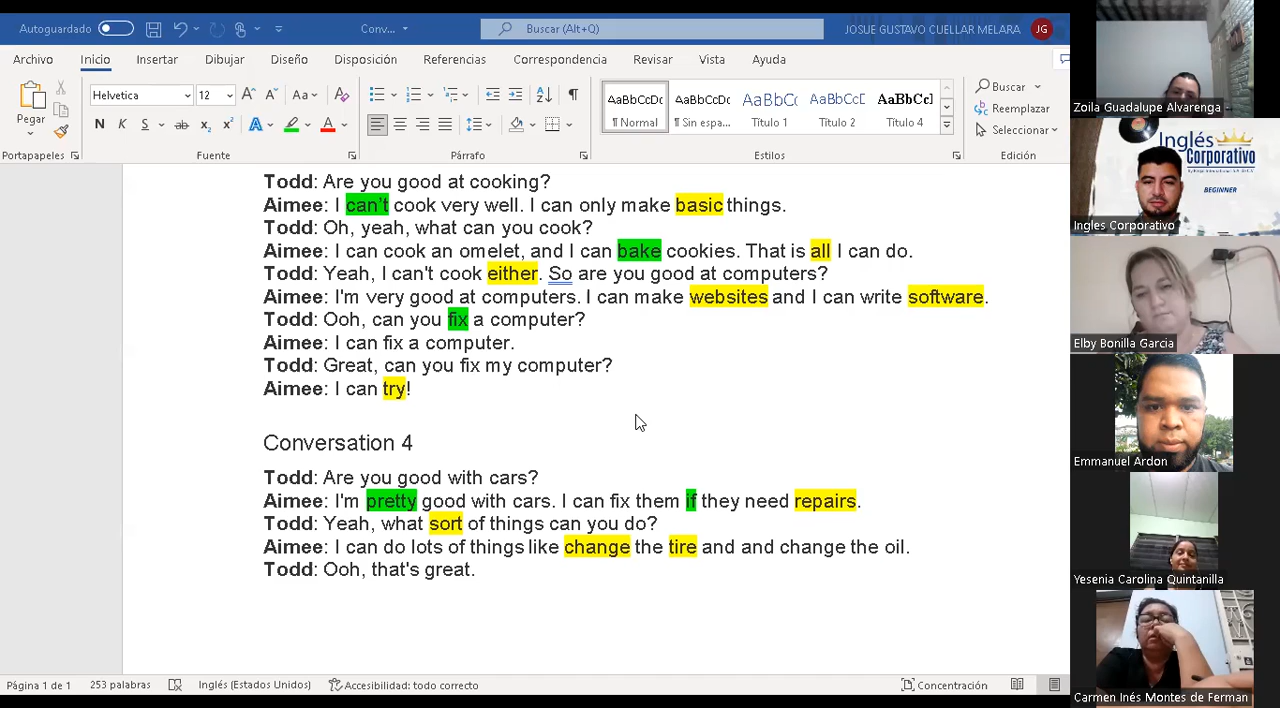 Autoguardado
Conv...
Buscar (Alt+Q)
JOSUE GUSTAVO CUELLAR MELARA
JG
Archivo
Inicio
Insertar
Dibujar
Diseño
Disposición
Referencias
Correspondencia
Revisar
Vista
Ayuda
Pegar
Helvetica
12
Aa
N K S ab x₂ x²
A
A
AaBbCcDc
¶ Normal
AaBbCcDc
¶ Sin espa...
AaBbCc
Título 1
AaBbCcD
Título 2
AaBbCcI
Título 4
Buscar
Reemplazar
Seleccionar
Portapapeles
Fuente
Párrafo
Estilos
Edición
Todd: Are you good at cooking?
Aimee: I can't cook very well. I can only make basic things.
Todd: Oh, yeah, what can you cook?
Aimee: I can cook an omelet, and I can bake cookies. That is all I can do.
Todd: Yeah, I can't cook either. So are you good at computers?
Aimee: I'm very good at computers. I can make websites and I can write software.
Todd: Ooh, can you fix a computer?
Aimee: I can fix a computer.
Todd: Great, can you fix my computer?
Aimee: I can try!
Conversation 4
Todd: Are you good with cars?
Aimee: I'm pretty good with cars. I can fix them if they need repairs.
Todd: Yeah, what sort of things can you do?
Aimee: I can do lots of things like change the tire and and change the oil.
Todd: Ooh, that's great.
Página 1 de 1
253 palabras
Inglés (Estados Unidos)
Accesibilidad: todo correcto
Concentración
Zoila Guadalupe Alvarenga
Inglés
Corporativo
BEGINNER
Ingles Corporativo
Elby Bonilla Garcia
Emmanuel Ardon
Yesenia Carolina Quintanilla
Carmen Inés Montes de Ferman